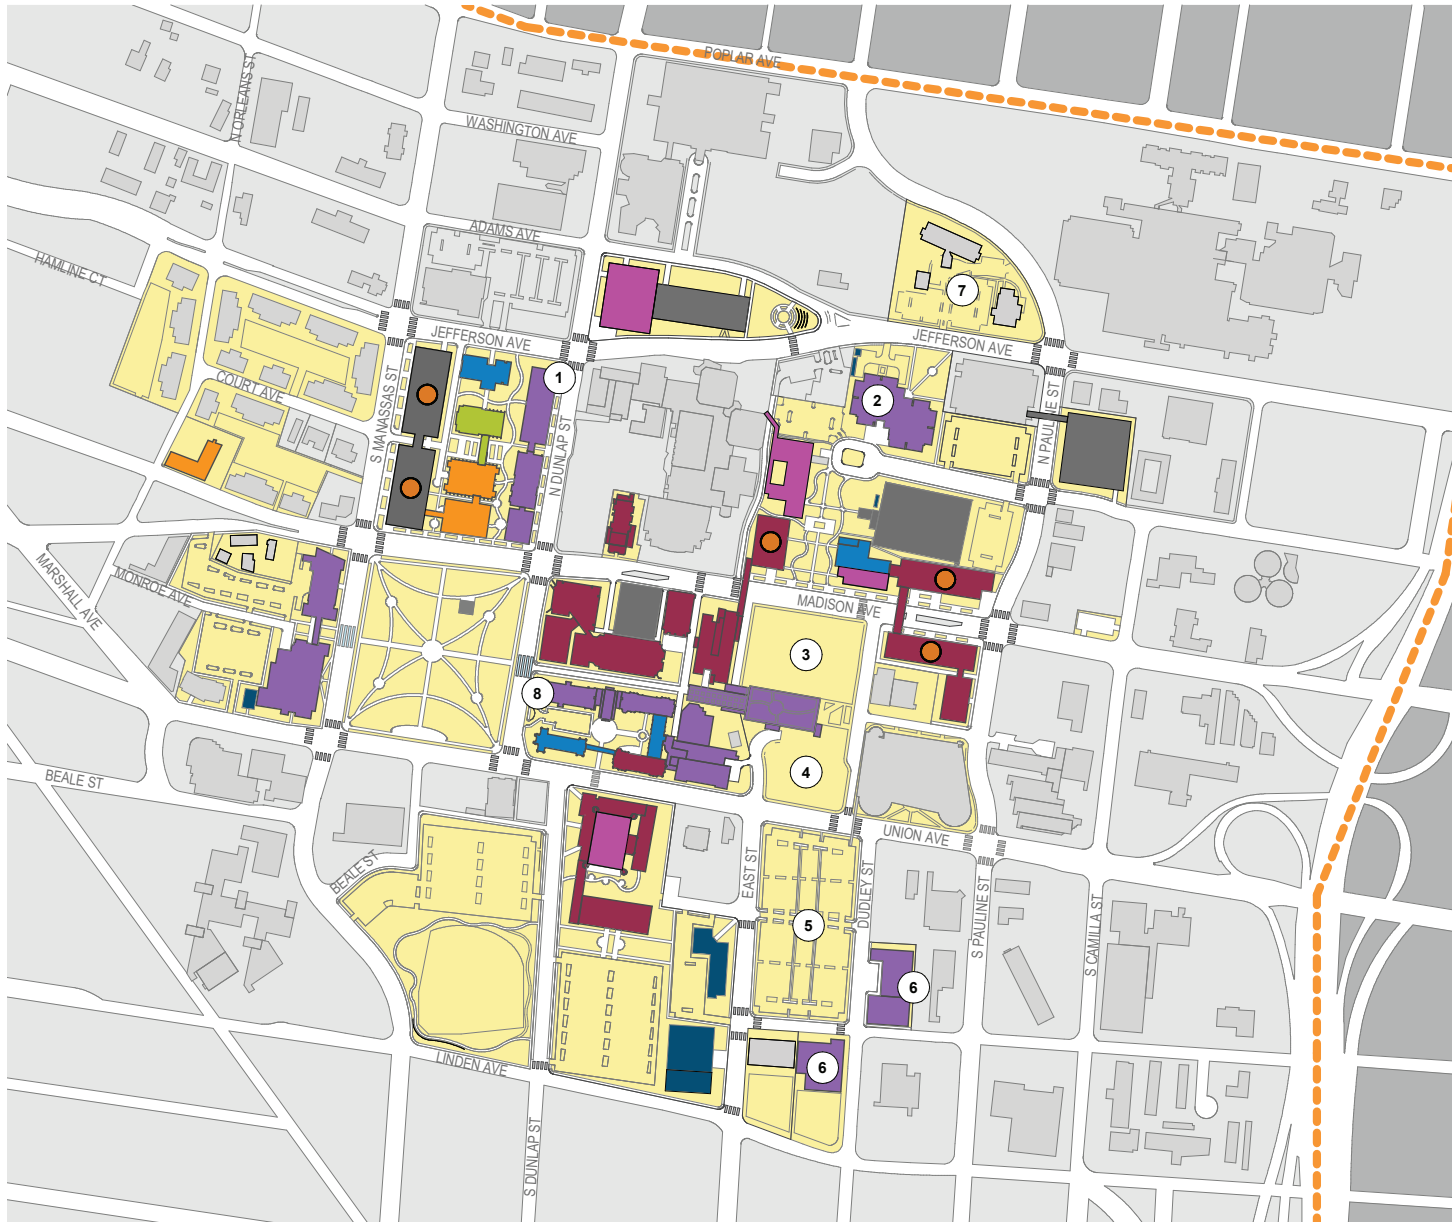 POPLAR AVE
N ORLEANS ST
WASHINGTON AVE
ADAMS AVE
HAMLINE CT
7
JEFFERSON AVE
JEFFERSON AVE
1
COURT AVE
2
S MANASSAS ST
N DUNLAP ST
N PAULINE ST
MARSHALL AVE
MONROE AVE
MADISON AVE
3
8
4
BEALE ST
UNION AVE
BEALE ST
EAST ST
DUDLEY ST
S PAULINE ST
S CAMILLA ST
5
6
LINDEN AVE
6
S DUNLAP ST